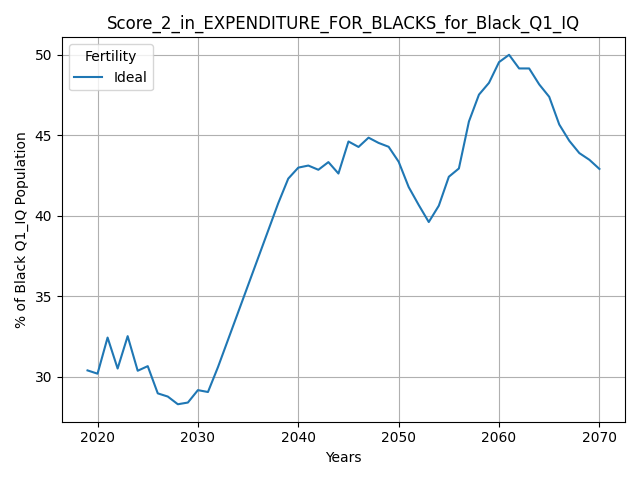 Score_2_in_EXPENDITURE_FOR_BLACKS_for_Black_Q1_IQ
Fertility
Ideal
% of Black Q1_IQ Population
50
45
40
35
30
2020 2030 2040 2050 2060 2070
Years